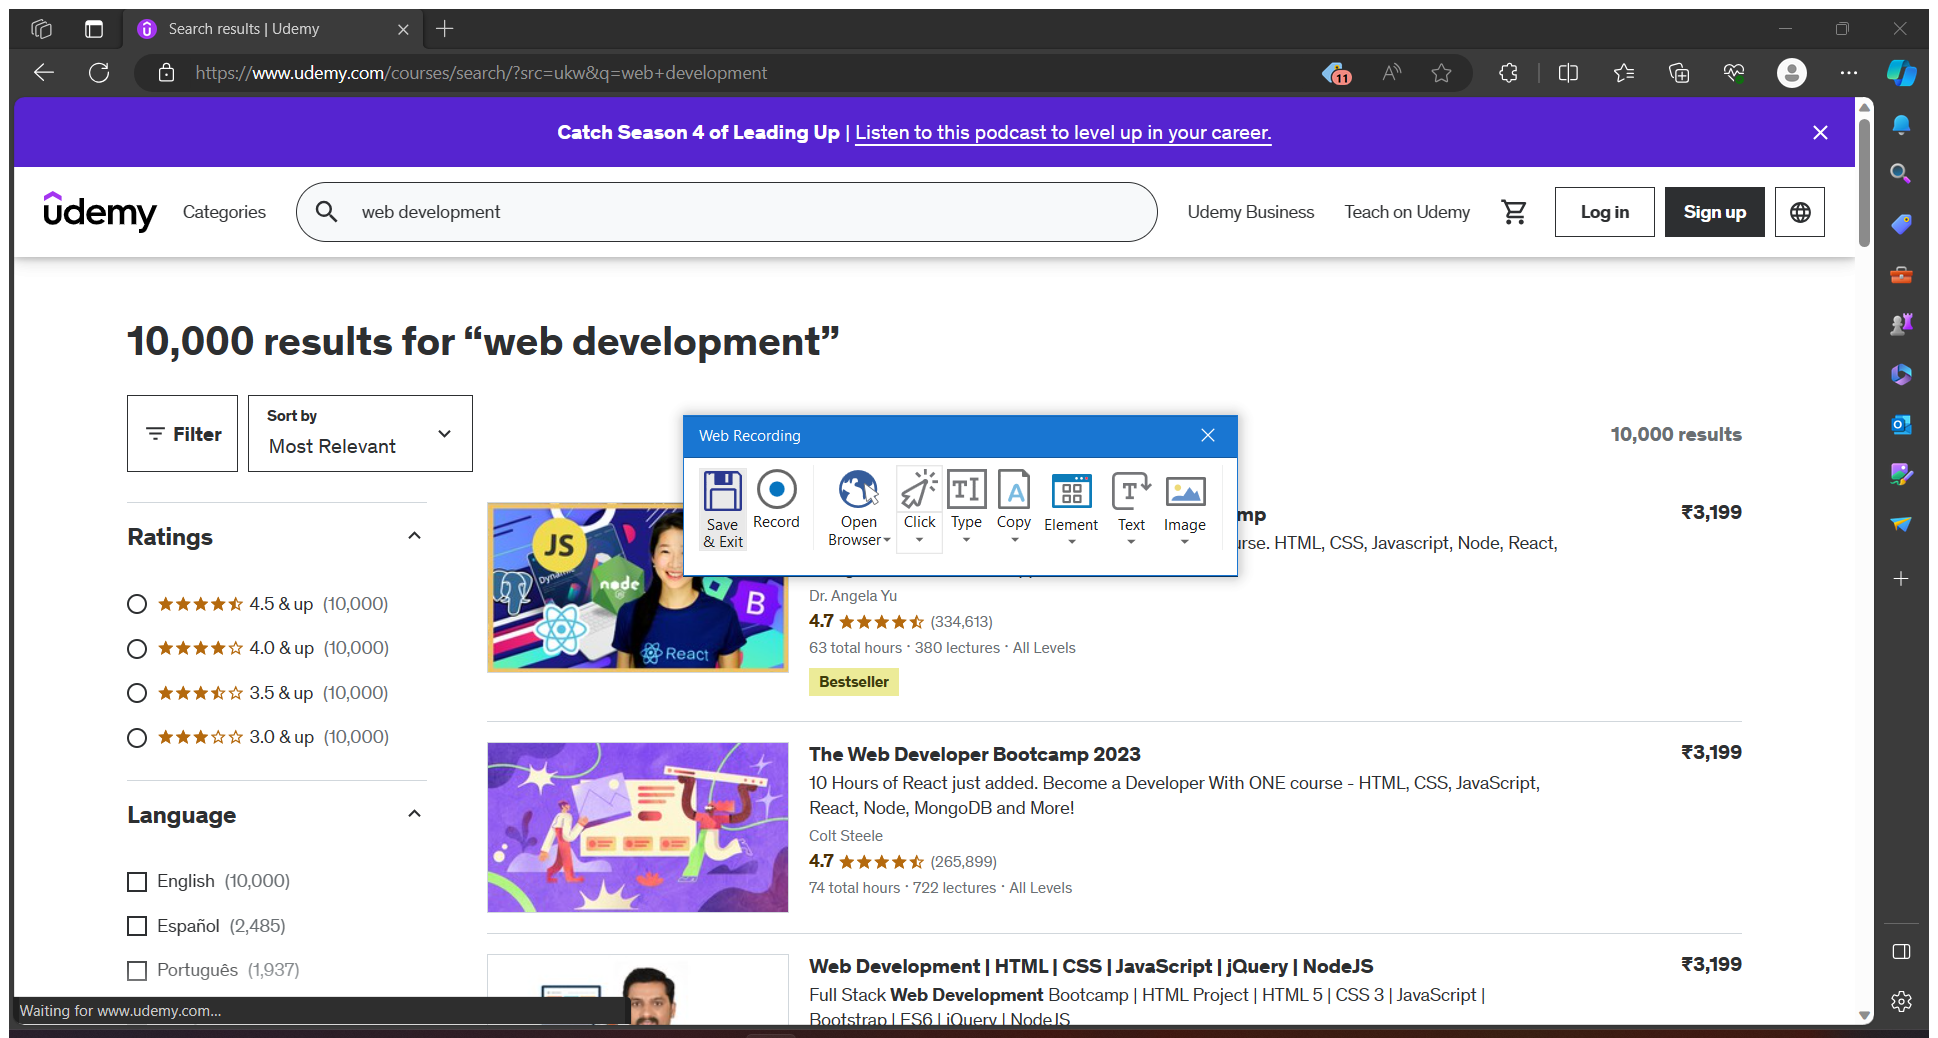 Search results | Udemy
https://www.udemy.com/courses/search/?src=ukw&q=web+development
11
Catch Season 4 of Leading Up | Listen to this podcast to level up in your career.
udemy
Categories
web development
Udemy Business
Teach on Udemy
Log in
Sign up
10,000 results for “web development”
Filter
Sort by
Most Relevant
10,000 results
Web Recording
Save & Exit
Record
Open Browser
Click
Type
Copy
Element
Text
Image
Ratings
4.5 & up (10,000)
4.0 & up (10,000)
3.5 & up (10,000)
3.0 & up (10,000)
Language
English (10,000)
Español (2,485)
Português (1,937)
JS
node
React
B
mp
₹3,199
rse. HTML, CSS, Javascript, Node, React,
Dr. Angela Yu
4.7 (334,613)
63 total hours · 380 lectures · All Levels
Bestseller
The Web Developer Bootcamp 2023
₹3,199
10 Hours of React just added. Become a Developer With ONE course - HTML, CSS, JavaScript,
React, Node, MongoDB and More!
Colt Steele
4.7 (265,899)
74 total hours · 722 lectures · All Levels
Web Development | HTML | CSS | JavaScript | jQuery | NodeJS
₹3,199
Full Stack Web Development Bootcamp | HTML Project | HTML 5 | CSS 3 | JavaScript |
Bootstrap | ES6 | jQuery | NodeJS
Waiting for www.udemy.com...